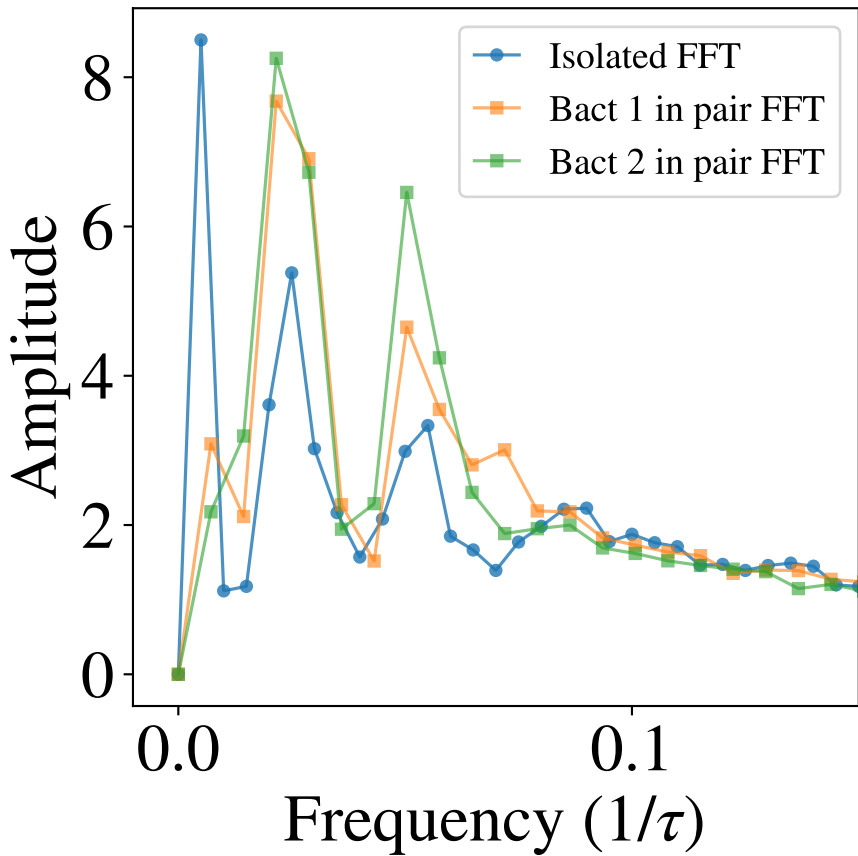 Isolated FFT
Bact 1 in pair FFT
Bact 2 in pair FFT
Amplitude
8
6
4
2
0
0.0 0.1
Frequency (1/τ)